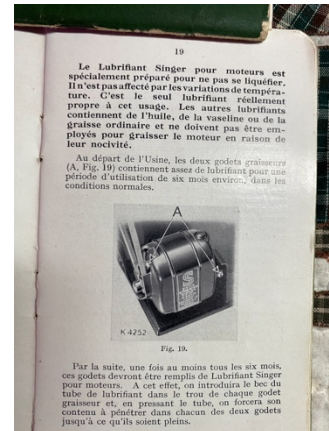 19
Le Lubrifiant Singer pour moteurs est
spécialement préparé pour ne pas se liquéfier.
Il n'est pas affecté par les variations de tempéra-
ture. C'est le seul lubrifiant réellement
propre à cet usage. Les autres lubrifiants
contiennent de l'huile, de la vaseline ou de la
graisse ordinaire et ne doivent pas être em-
ployés pour graisser le moteur en raison de
leur nocivité.
Au départ de l'Usine, les deux godets graisseurs
(A, Fig. 19) contiennent assez de lubrifiant pour une
période d'utilisation de six mois environ, dans les
conditions normales.
A
K 4252
Fig. 19.
Par la suite, une fois au moins tous les six mois,
ces godets devront être remplis de Lubrifiant Singer
pour moteurs. A cet effet, on introduira le bec du
tube de lubrifiant dans le trou de chaque godet
graisseur et, en pressant le tube, on forcera son
contenu à pénétrer dans chacun des deux godets
jusqu'à ce qu'ils soient pleins.